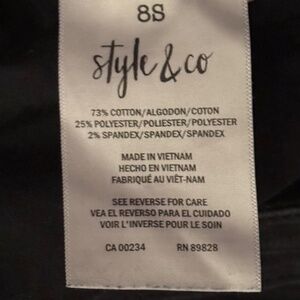 8S
style & co
73% COTTON/ALGODON/COTON
25% POLYESTER/POLIESTER/POLYESTER
2% SPANDEX/SPANDEX/SPANDEX
MADE IN VIETNAM
HECHO EN VIETNAM
FABRIQUÉ AU VIÊT-NAM
SEE REVERSE FOR CARE
VEA EL REVERSO PARA EL CUIDADO
VOIR L'INVERSE POUR LE SOIN
CA 00234 RN 89828